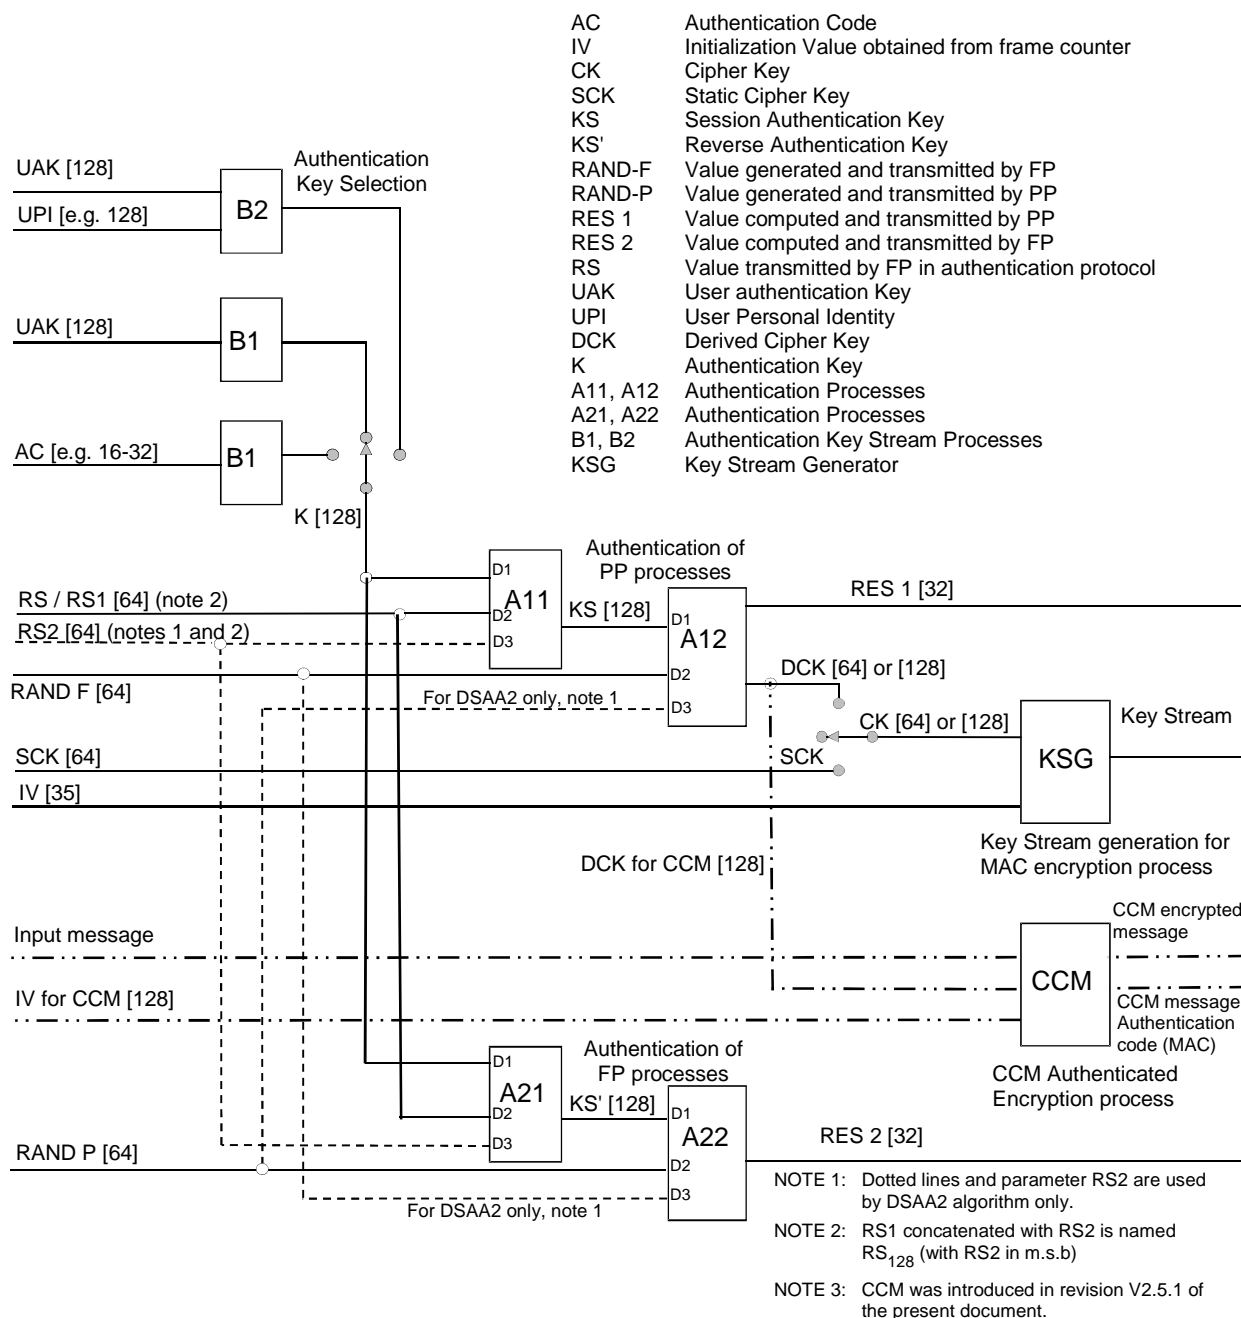 AC Authentication Code
IV Initialization Value obtained from frame counter
CK Cipher Key
SCK Static Cipher Key
KS Session Authentication Key
KS' Reverse Authentication Key
RAND-F Value generated and transmitted by FP
RAND-P Value generated and transmitted by PP
RES 1 Value computed and transmitted by PP
RES 2 Value computed and transmitted by FP
RS Value transmitted by FP in authentication protocol
UAK User authentication Key
UPI User Personal Identity
DCK Derived Cipher Key
K Authentication Key
A11, A12 Authentication Processes
A21, A22 Authentication Processes
B1, B2 Authentication Key Stream Processes
KSG Key Stream Generator
Authentication
Key Selection
UAK [128]
UPI [e.g. 128]
B2
UAK [128]
B1
AC [e.g. 16-32]
B1
K [128]
Authentication of
PP processes
D1
A11
D2
D3
RS / RS1 [64] (note 2)
RS2 [64] (notes 1 and 2)
KS [128]
D1
A12
D2
D3
RES 1 [32]
RAND F [64]
For DSAA2 only, note 1
DCK [64] or [128]
CK [64] or [128]
Key Stream
SCK [64]
SCK
KSG
IV [35]
Key Stream generation for
MAC encryption process
DCK for CCM [128]
CCM encrypted
message
Input message
CCM
IV for CCM [128]
CCM message
Authentication
code (MAC)
CCM Authenticated
Encryption process
Authentication of
FP processes
D1
A21
D2
D3
KS' [128]
D1
A22
D2
D3
RES 2 [32]
RAND P [64]
For DSAA2 only, note 1
NOTE 1: Dotted lines and parameter RS2 are used
by DSAA2 algorithm only.
NOTE 2: RS1 concatenated with RS2 is named
RS128 (with RS2 in m.s.b)
NOTE 3: CCM was introduced in revision V2.5.1 of
the present document.